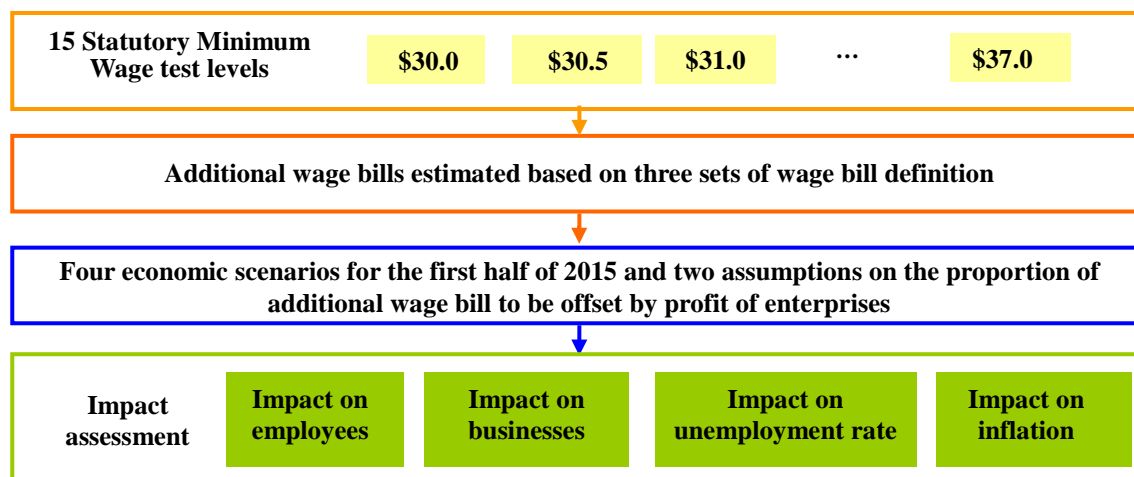 15 Statutory Minimum
Wage test levels
$30.0
$30.5
$31.0
...
$37.0
Additional wage bills estimated based on three sets of wage bill definition
Four economic scenarios for the first half of 2015 and two assumptions on the proportion of
additional wage bill to be offset by profit of enterprises
Impact
assessment
Impact on
employees
Impact on
businesses
Impact on
unemployment rate
Impact on
inflation